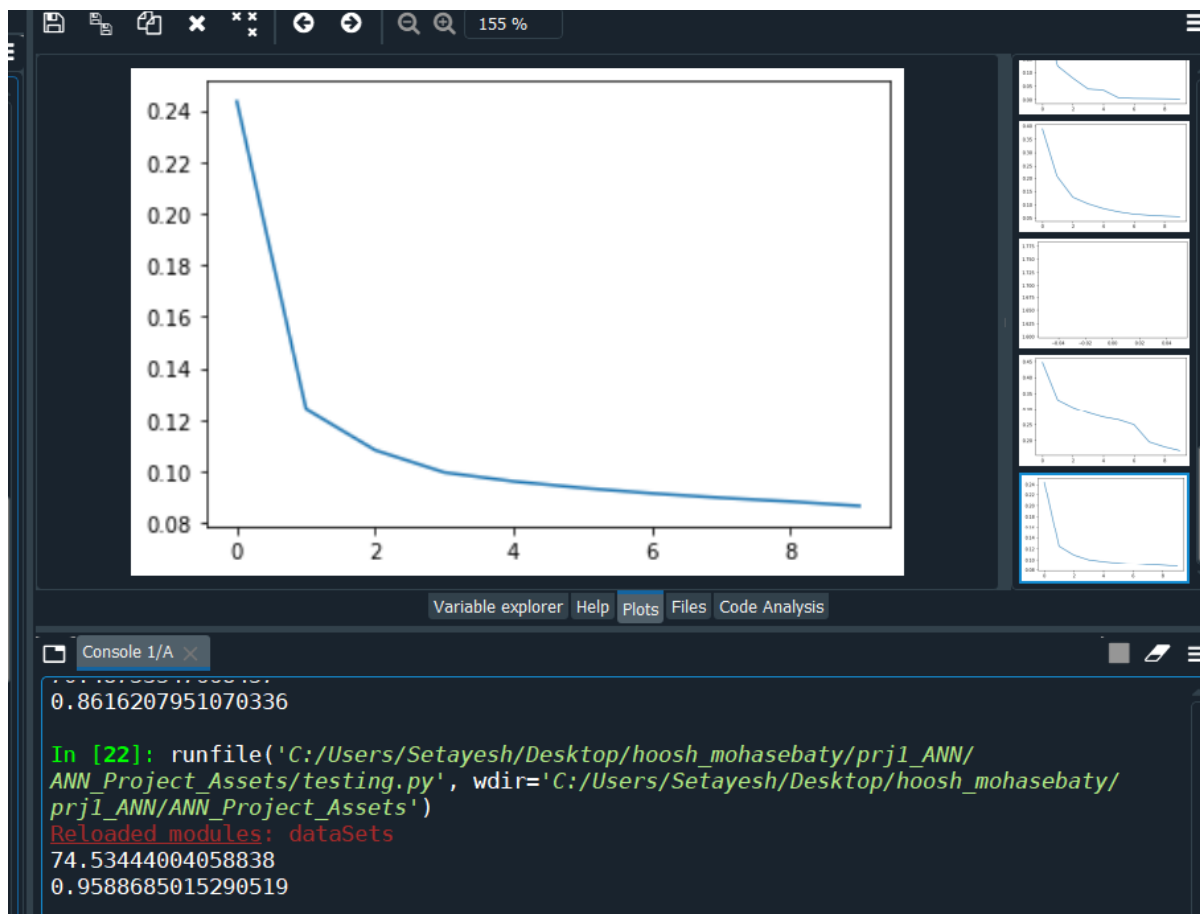 155 %
0.24
0.22
0.20
0.18
0.16
0.14
0.12
0.10
0.08
0 2 4 6 8
Variable explorer Help Plots Files Code Analysis
Console 1/A
0.8616207951070336
In [22]: runfile('C:/Users/Setayesh/Desktop/hoosh_mohasebaty/prj1_ANN/
ANN_Project_Assets/testing.py', wdir='C:/Users/Setayesh/Desktop/hoosh_mohasebaty/
prj1_ANN/ANN_Project_Assets')
Reloaded modules: dataSets
74.53444004058838
0.9588685015290519